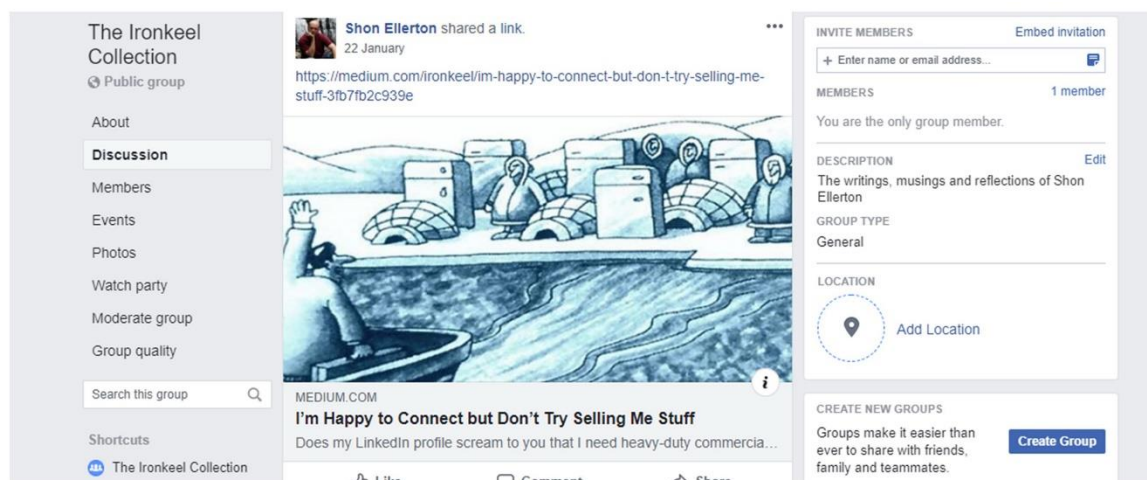 The Ironkeel
Collection
Public group
About
Discussion
Members
Events
Photos
Watch party
Moderate group
Group quality
Search this group
Shortcuts
The Ironkeel Collection
Shon Ellerton shared a link.
22 January
https://medium.com/ironkeel/im-happy-to-connect-but-don-t-try-selling-me-
stuff-3fb7fb2c939e
i
MEDIUM.COM
I'm Happy to Connect but Don't Try Selling Me Stuff
Does my LinkedIn profile scream to you that I need heavy-duty commercia...
Like Comment Share
INVITE MEMBERS Embed invitation
+ Enter name or email address...
MEMBERS 1 member
You are the only group member.
DESCRIPTION Edit
The writings, musings and reflections of Shon
Ellerton
GROUP TYPE
General
LOCATION
Add Location
CREATE NEW GROUPS
Groups make it easier than
ever to share with friends,
family and teammates.
Create Group